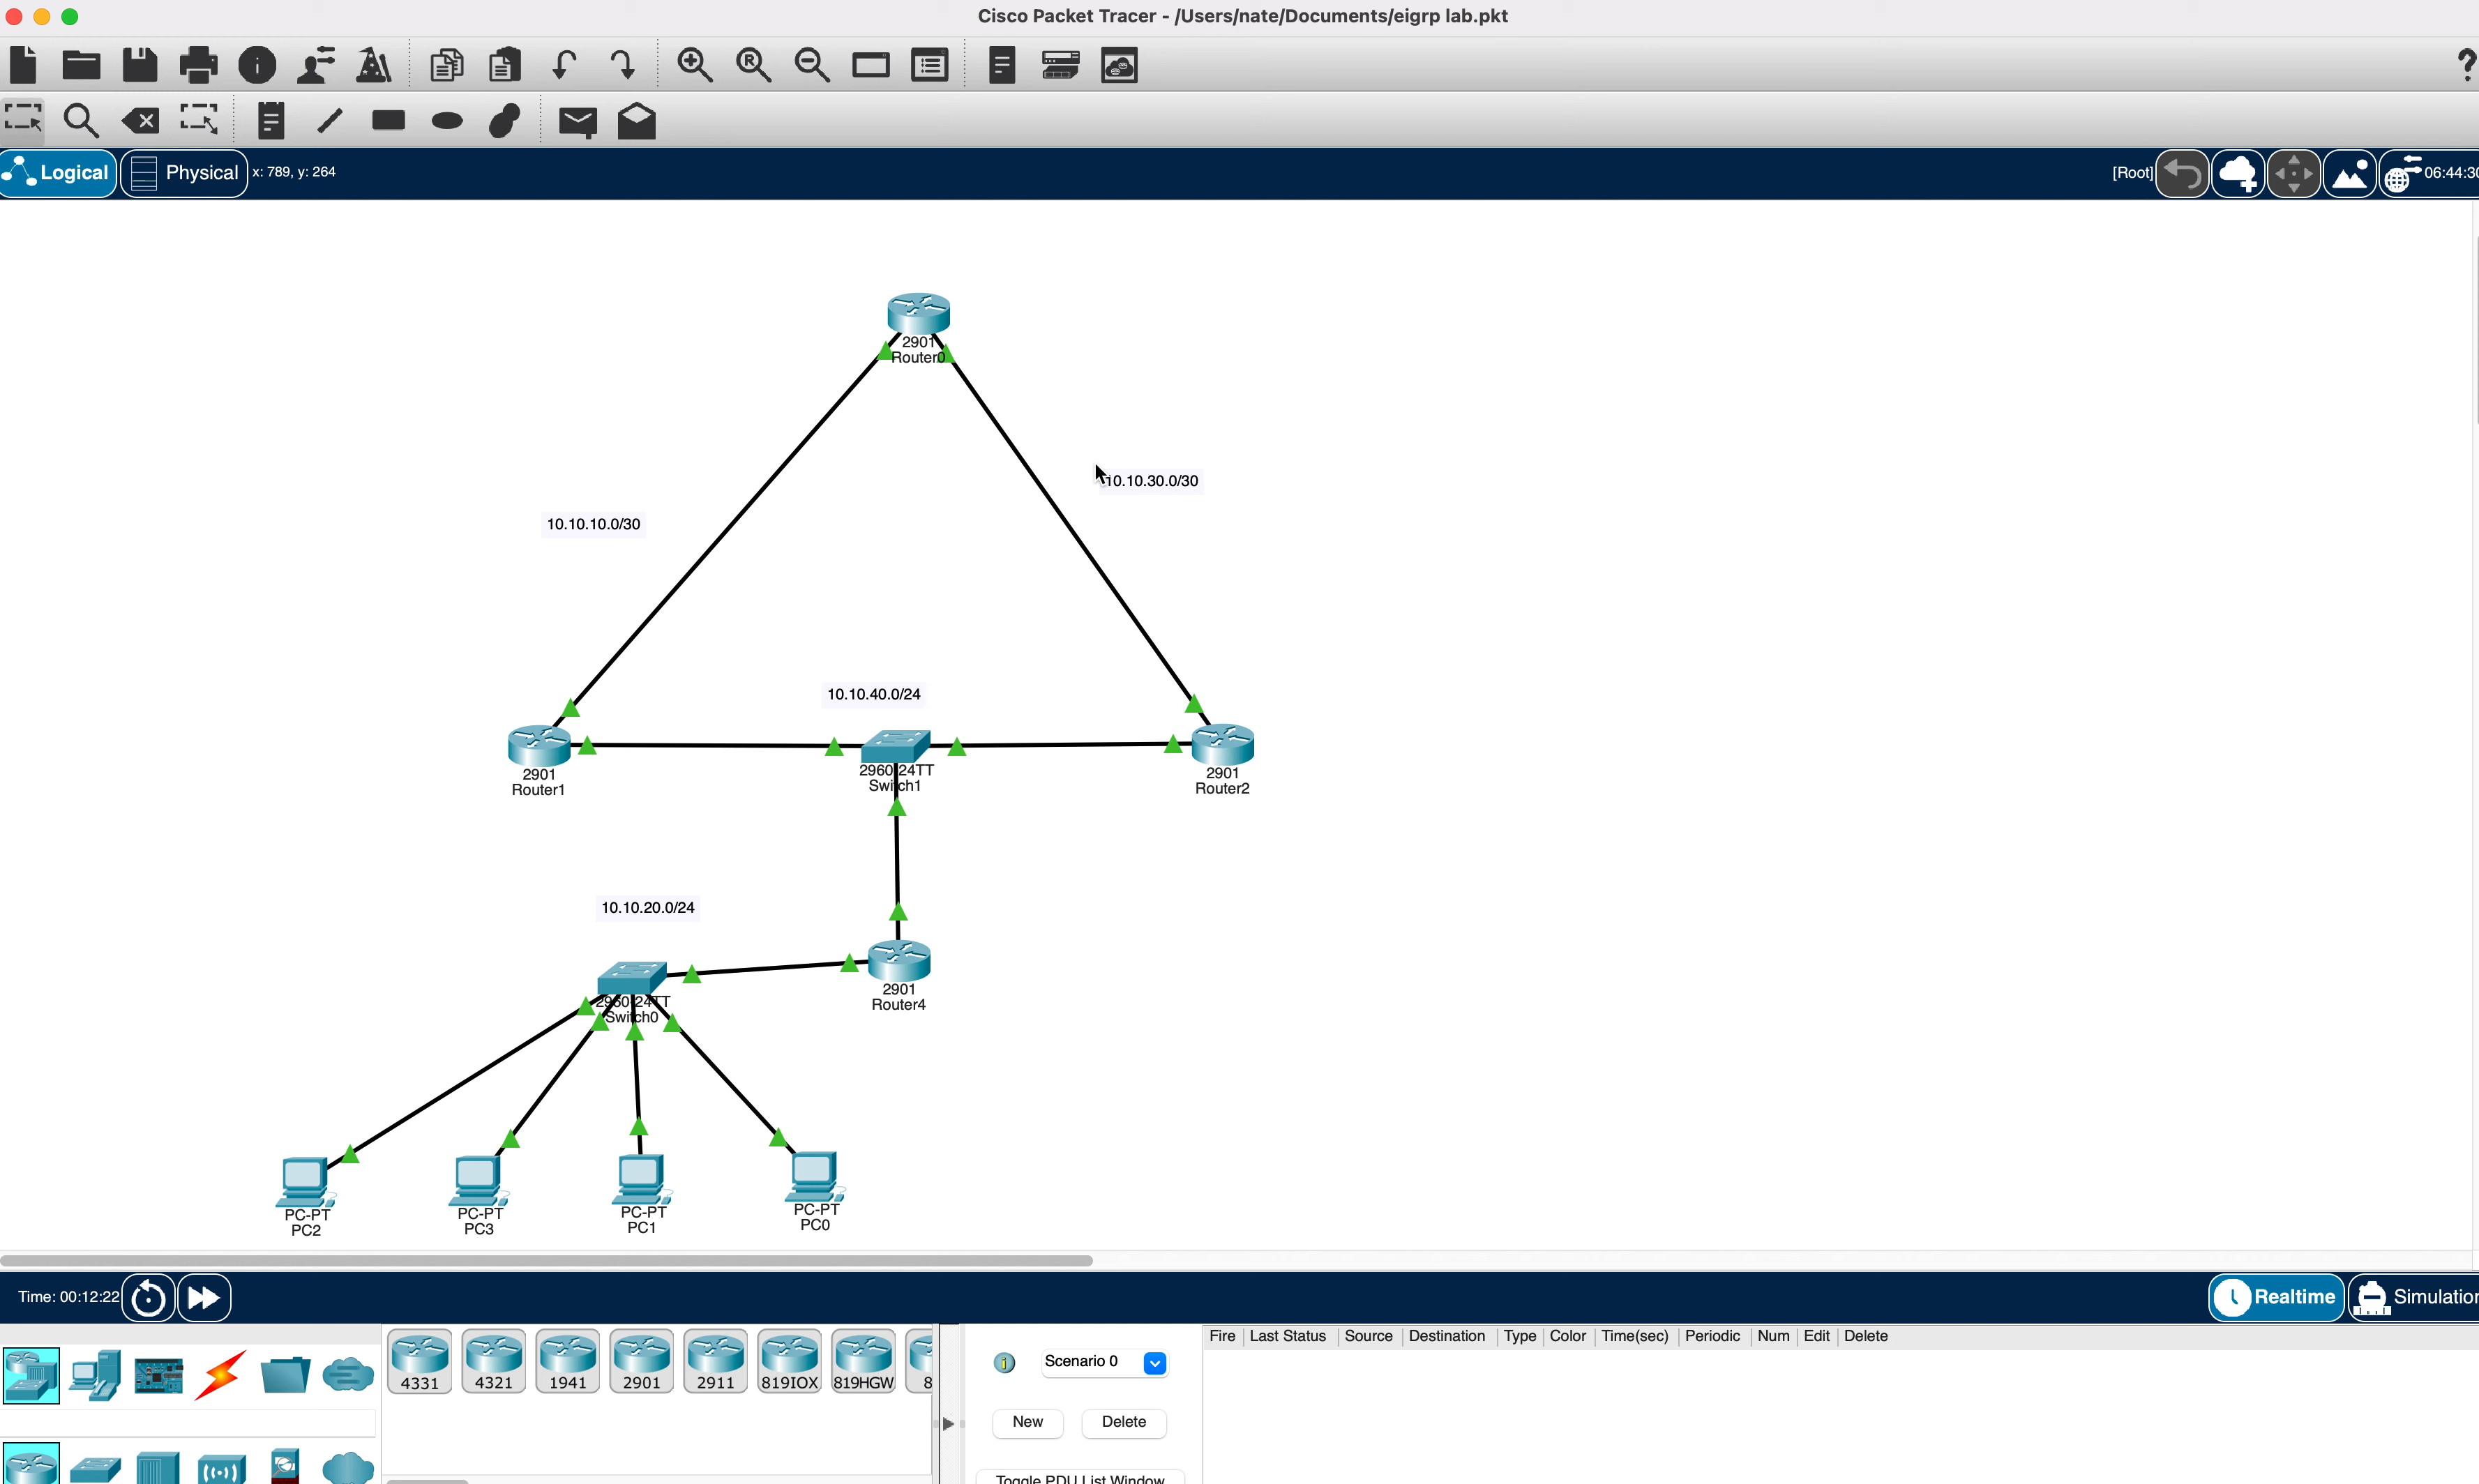 Cisco Packet Tracer - /Users/nate/Documents/eigrp lab.pkt
Logical
Physical
x: 789, y: 264
[Root]
06:44:30
2901
Router0
10.10.30.0/30
10.10.10.0/30
10.10.40.0/24
2901
Router1
2960-24TT
Switch1
2901
Router2
10.10.20.0/24
2960-24TT
Switch0
2901
Router4
PC-PT
PC2
PC-PT
PC3
PC-PT
PC1
PC-PT
PC0
Time: 00:12:22
Realtime
Simulation
4331
4321
1941
2901
2911
819IOX
819HGW
8
Scenario 0
New
Delete
Toggle PDU List Window
Fire
Last Status
Source
Destination
Type
Color
Time(sec)
Periodic
Num
Edit
Delete